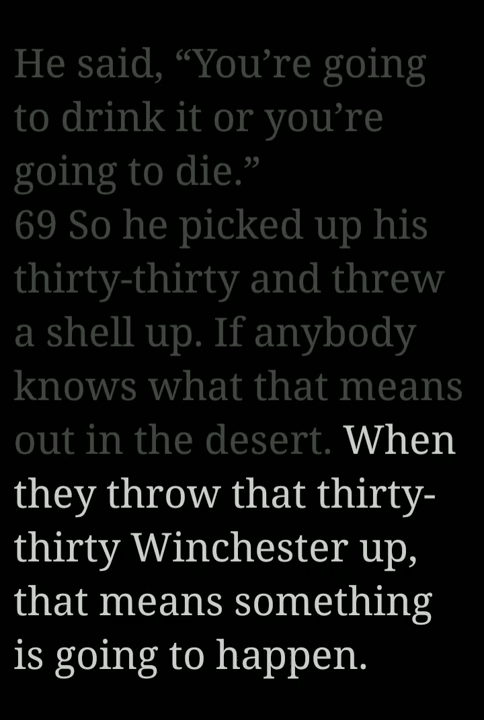 He said, “You’re going
to drink it or you’re
going to die.”
69 So he picked up his
thirty-thirty and threw
a shell up. If anybody
knows what that means
out in the desert. When
they throw that thirty-
thirty Winchester up,
that means something
is going to happen.